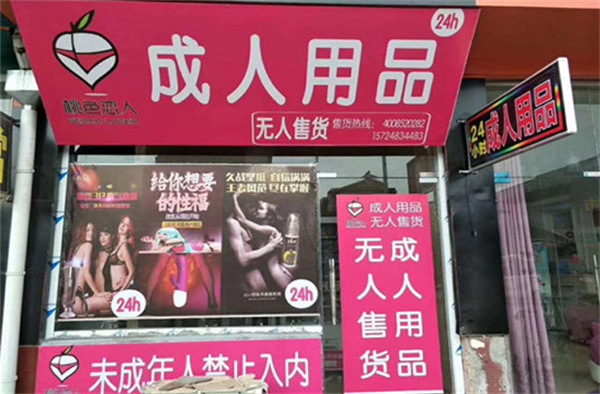 24h
成人用品
桃色恋人
无人售货 售货热线：4008520282
15724834483
24小时 成人用品
给你想要
的性福
久战坚挺 自信满满
王者风范 尽在掌握
24h
24h
成人用品
无人售货
成人用品
无人售货
未成年人禁止入内